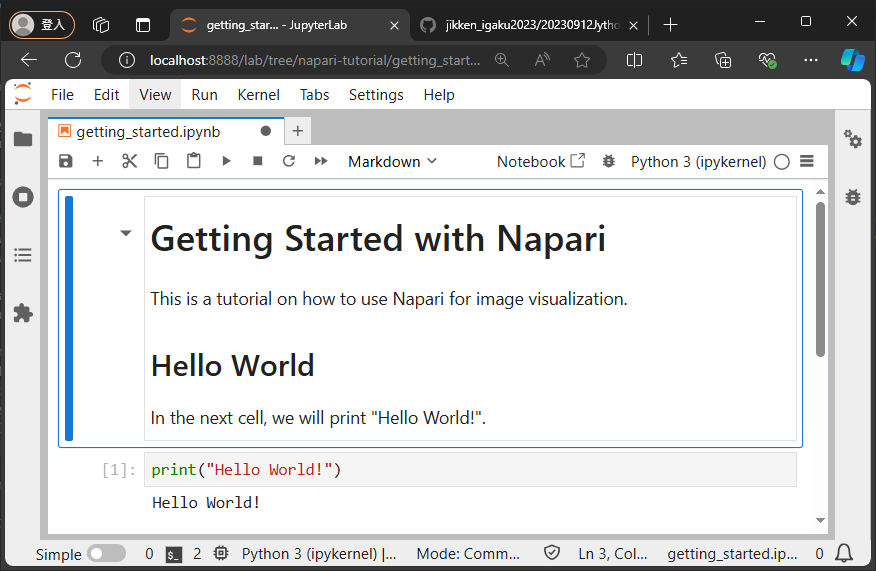 登入
getting_star... - JupyterLab
jikken_igaku2023/20230912Jytho
localhost:8888/lab/tree/napari-tutorial/getting_start...
File Edit View Run Kernel Tabs Settings Help
getting_started.ipynb
Markdown
Notebook
Python 3 (ipykernel)
Getting Started with Napari
This is a tutorial on how to use Napari for image visualization.
Hello World
In the next cell, we will print "Hello World!".
[1]: print("Hello World!")
Hello World!
Simple 0 $_ 2 Python 3 (ipykernel) |... Mode: Comm... Ln 3, Col... getting_started.ip... 0